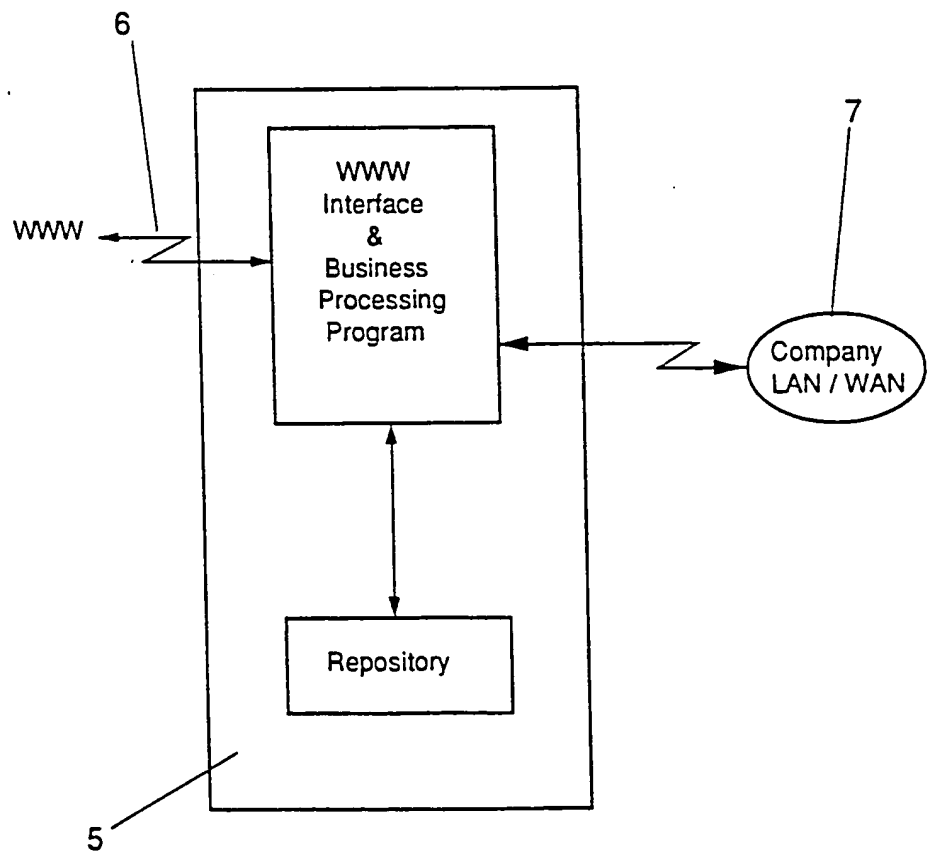 6
7
WWW
WWW
Interface
&
Business
Processing
Program
Company
LAN / WAN
Repository
5